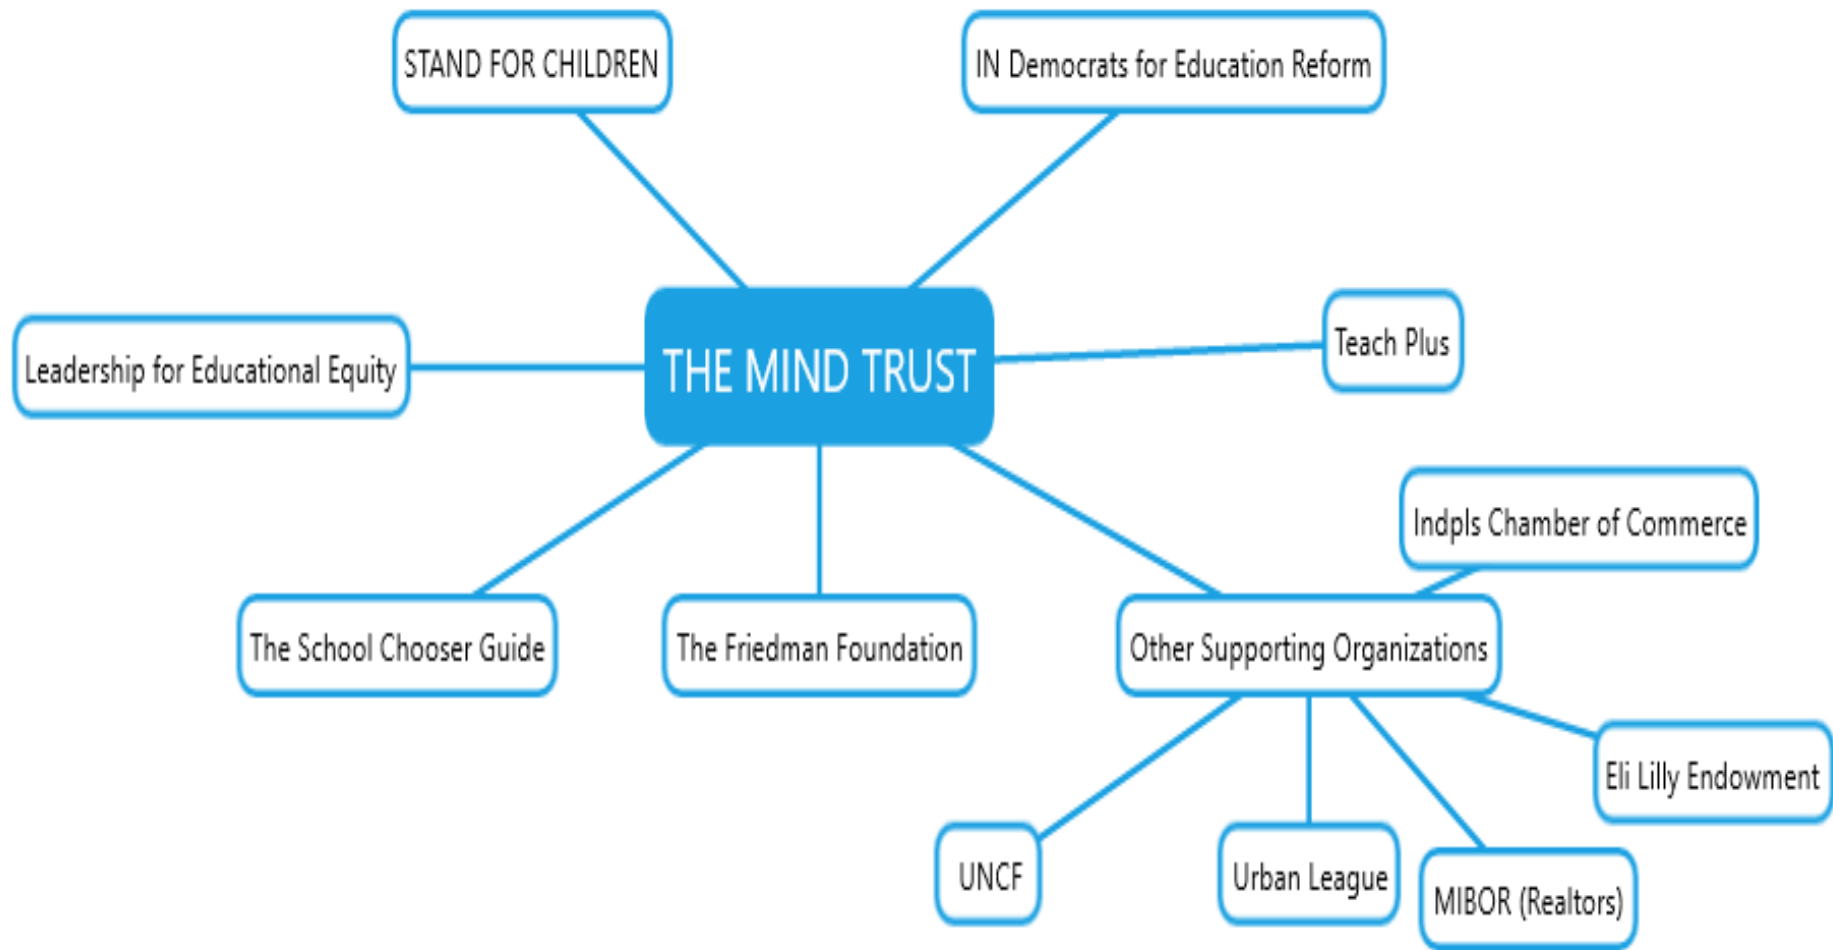 STAND FOR CHILDREN
IN Democrats for Education Reform
THE MIND TRUST
Teach Plus
Leadership for Educational Equity
Indpls Chamber of Commerce
The School Chooser Guide
The Friedman Foundation
Other Supporting Organizations
Eli Lilly Endowment
UNCF
Urban League
MIBOR (Realtors)